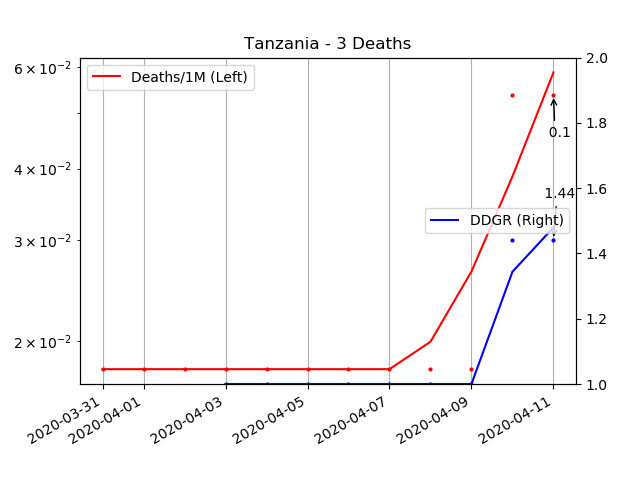 Tanzania - 3 Deaths
Deaths/1M (Left)
6 × 10⁻²
4 × 10⁻²
3 × 10⁻²
2 × 10⁻²
2.0
1.8
1.6
1.4
1.2
1.0
0.1
1.44
DDGR (Right)
2020-03-31
2020-04-01
2020-04-03
2020-04-05
2020-04-07
2020-04-09
2020-04-11